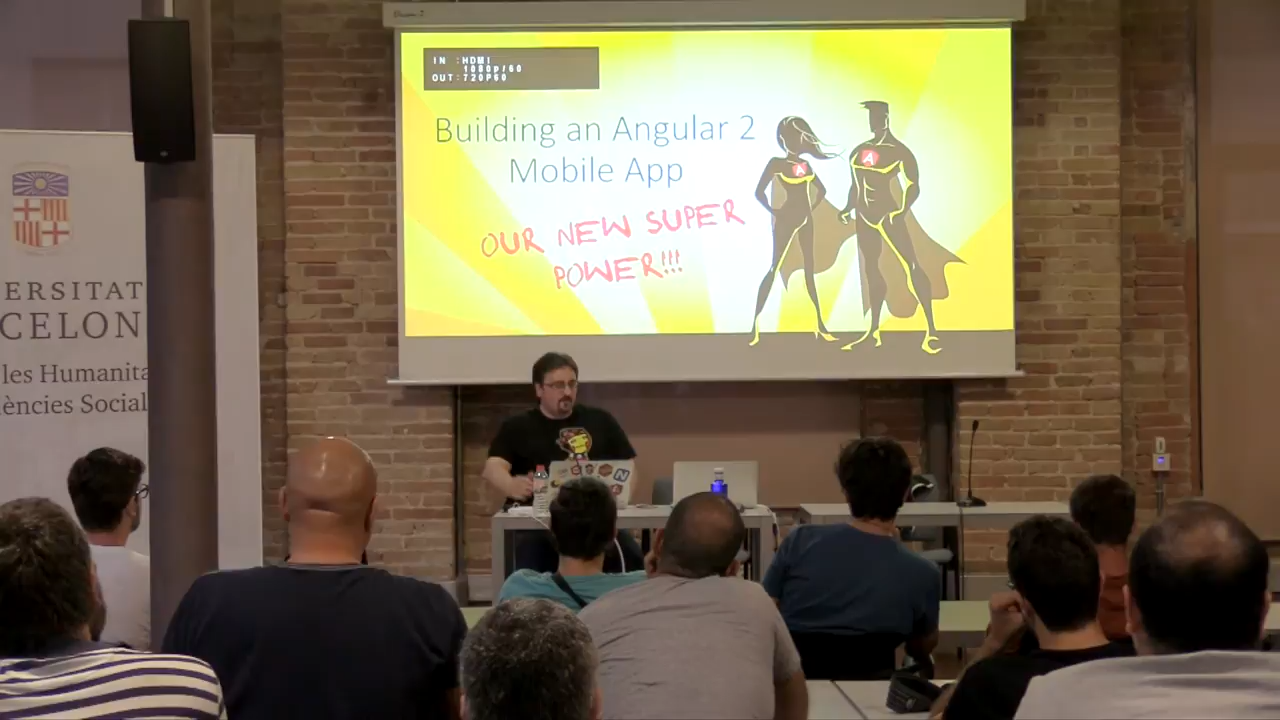 IN :HDMI
1080p/60
OUT:720P60
Building an Angular 2
Mobile App
OUR NEW SUPER
POWER!!!
A
A
ERSITAT
CELON
les Humanita
iències Social
N